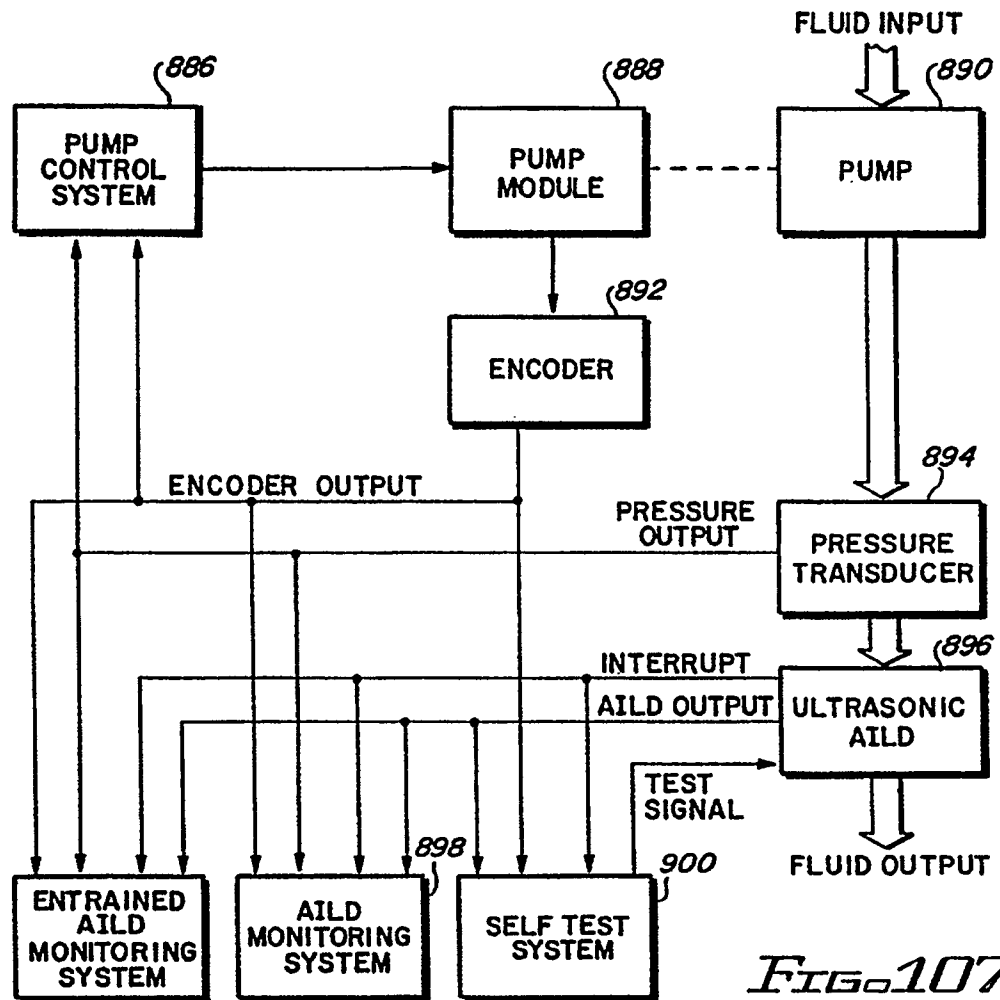 FLUID INPUT
886
888
890
PUMP
CONTROL
SYSTEM
PUMP
MODULE
PUMP
892
ENCODER
894
ENCODER OUTPUT
PRESSURE
OUTPUT
PRESSURE
TRANSDUCER
896
INTERRUPT
AILD OUTPUT
ULTRASONIC
AILD
TEST
SIGNAL
898
900
FLUID OUTPUT
ENTRAINED
AILD
MONITORING
SYSTEM
AILD
MONITORING
SYSTEM
SELF TEST
SYSTEM
FIG. 107